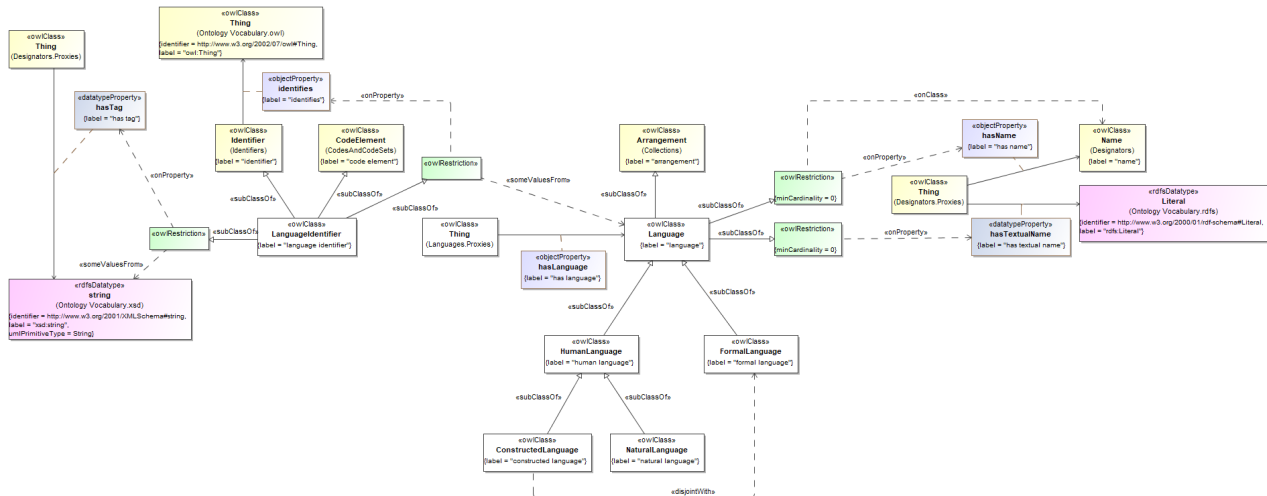 «owlClass»
Thing
(Ontology Vocabulary.owl)
{identifier = http://www.w3.org/2002/07/owl#Thing,
label = "owl:Thing"}
«owlClass»
Thing
(Designators.Proxies)
«objectProperty»
identifies
{label = "identifies"}
«onProperty»
«datatypeProperty»
hasTag
{label = "has tag"}
«onProperty»
«owlClass»
Identifier
(Identifiers)
{label = "identifier"}
«owlClass»
CodeElement
(CodesAndCodeSets)
{label = "code element"}
«owlRestriction»
«subClassOf»
«subClassOf»
«subClassOf»
«someValuesFrom»
«owlClass»
LanguageIdentifier
{label = "language identifier"}
«subClassOf»
«owlRestriction»
«someValuesFrom»
«rdfsDatatype»
string
(Ontology Vocabulary.xsd)
{identifier = http://www.w3.org/2001/XMLSchema#string,
label = "xsd:string",
umlPrimitiveType = String}
«owlClass»
Thing
(Languages.Proxies)
«objectProperty»
hasLanguage
{label = "has language"}
«owlClass»
Arrangement
(Collections)
{label = "arrangement"}
«subClassOf»
«owlClass»
Language
{label = "language"}
«subClassOf»
«subClassOf»
«owlRestriction»
{minCardinality = 0}
«owlRestriction»
{minCardinality = 0}
«onClass»
«onProperty»
«onProperty»
«objectProperty»
hasName
{label = "has name"}
«owlClass»
Name
(Designators)
{label = "name"}
«owlClass»
Thing
(Designators.Proxies)
«datatypeProperty»
hasTextualName
{label = "has textual name"}
«rdfsDatatype»
Literal
(Ontology Vocabulary.rdfs)
{identifier = http://www.w3.org/2000/01/rdf-schema#Literal,
label = "rdfs:Literal"}
«subClassOf»
«subClassOf»
«owlClass»
HumanLanguage
{label = "human language"}
«owlClass»
FormalLanguage
{label = "formal language"}
«subClassOf»
«subClassOf»
«owlClass»
ConstructedLanguage
{label = "constructed language"}
«owlClass»
NaturalLanguage
{label = "natural language"}
«disjointWith»